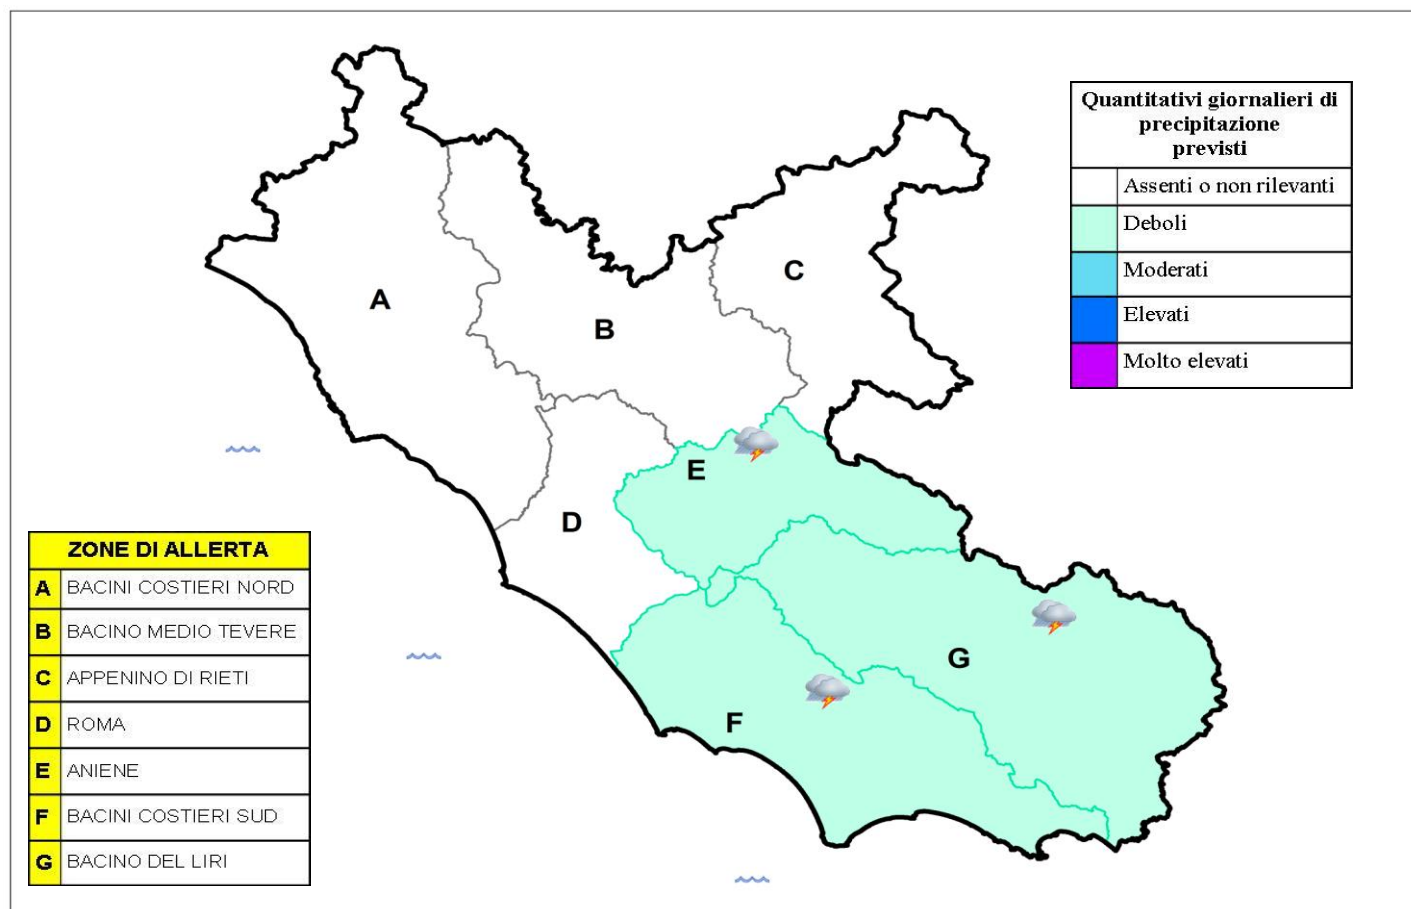 Quantitativi giornalieri di
precipitazione
previsti
Assenti o non rilevanti
Deboli
Moderati
Elevati
Molto elevati
A
B
C
D
E
F
G
ZONE DI ALLERTA
A BACINI COSTIERI NORD
B BACINO MEDIO TEVERE
C APPENINO DI RIETI
D ROMA
E ANIENE
F BACINI COSTIERI SUD
G BACINO DEL LIRI